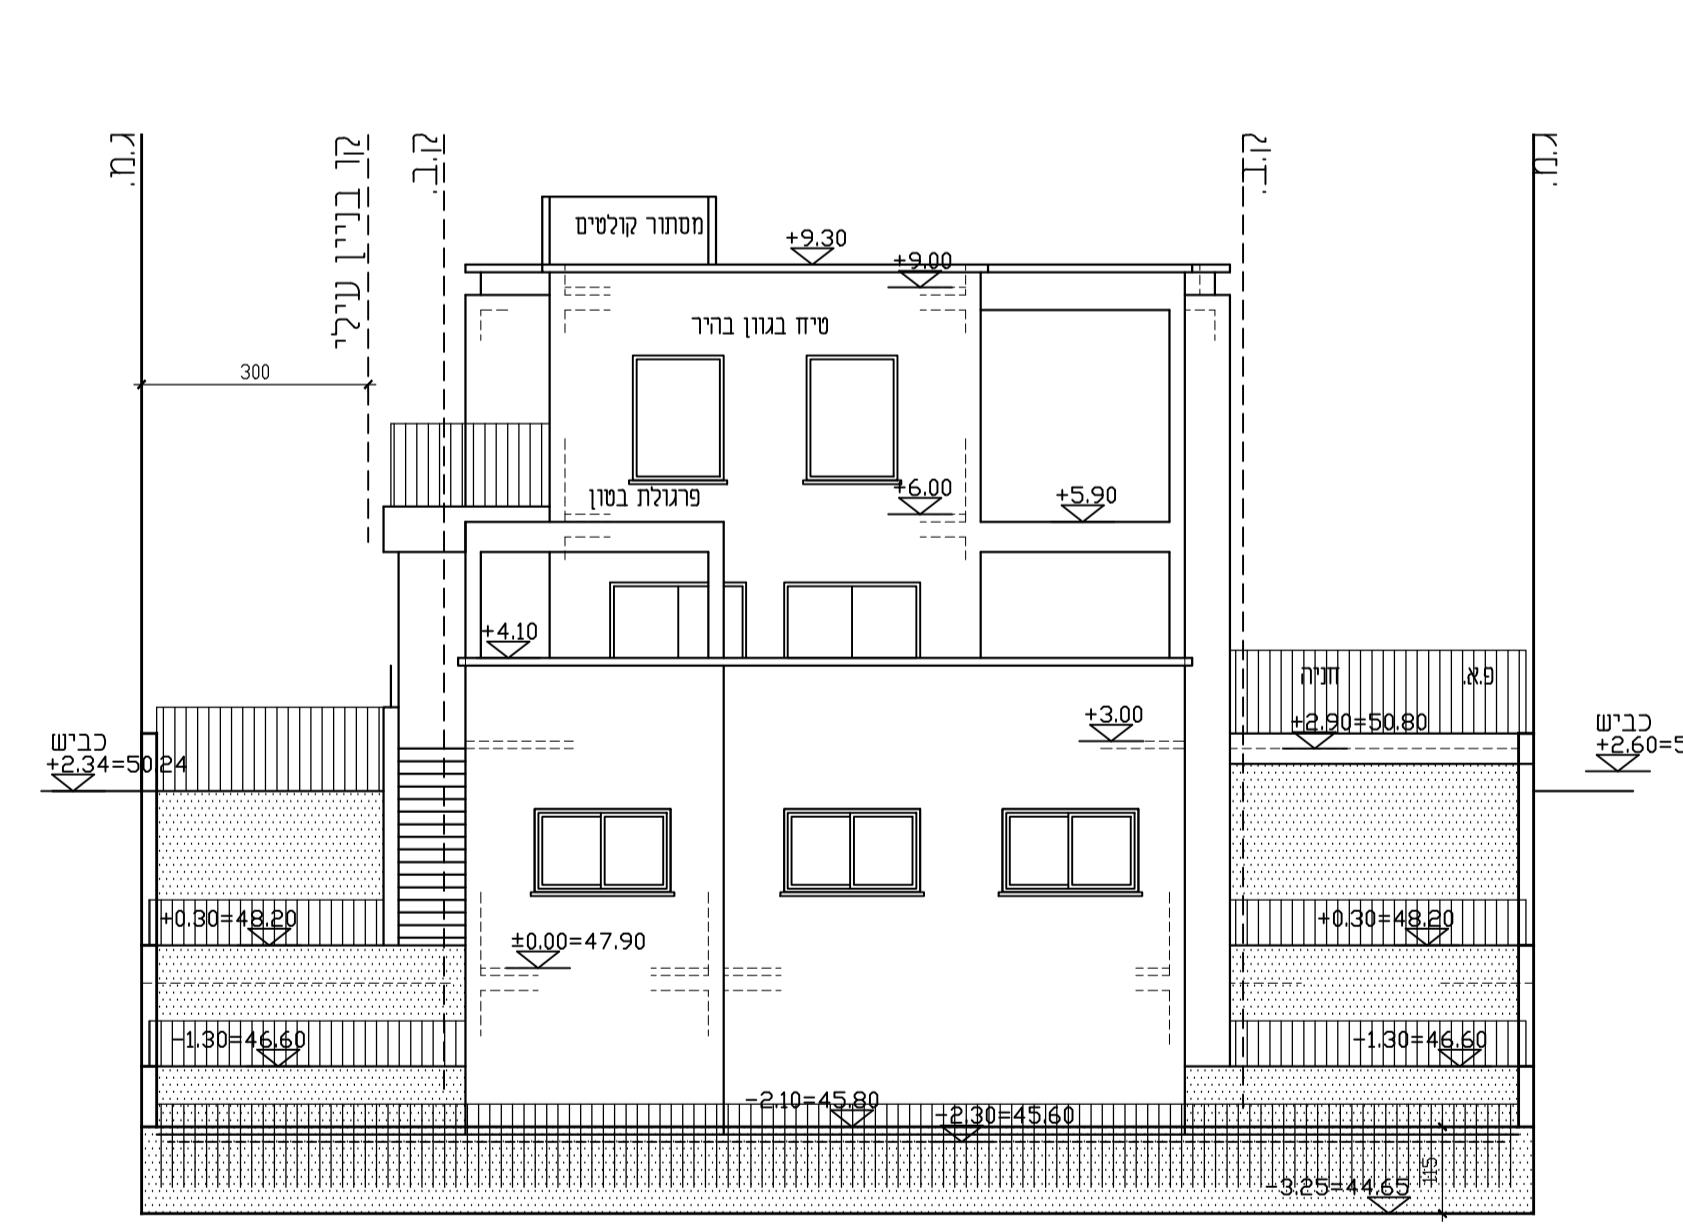 ג.מ.
קו בניין עילי
ק.ב.
ק.ב.
ג.מ.
מסתור קולטים
+9.30
+9.00
טיח בגוון בהיר
300
פרגולת בטון
+6.00
+5.90
+4.10
חניה
פ.א.
+3.00
+2.90=50.80
כביש
+2.34=50.24
כביש
+2.60=5
+0.30=48.20
+0.30=48.20
±0.00=47.90
-1.30=46.60
-1.30=46.60
-2.10=45.80
-2.30=45.60
115
-3.25=44.65